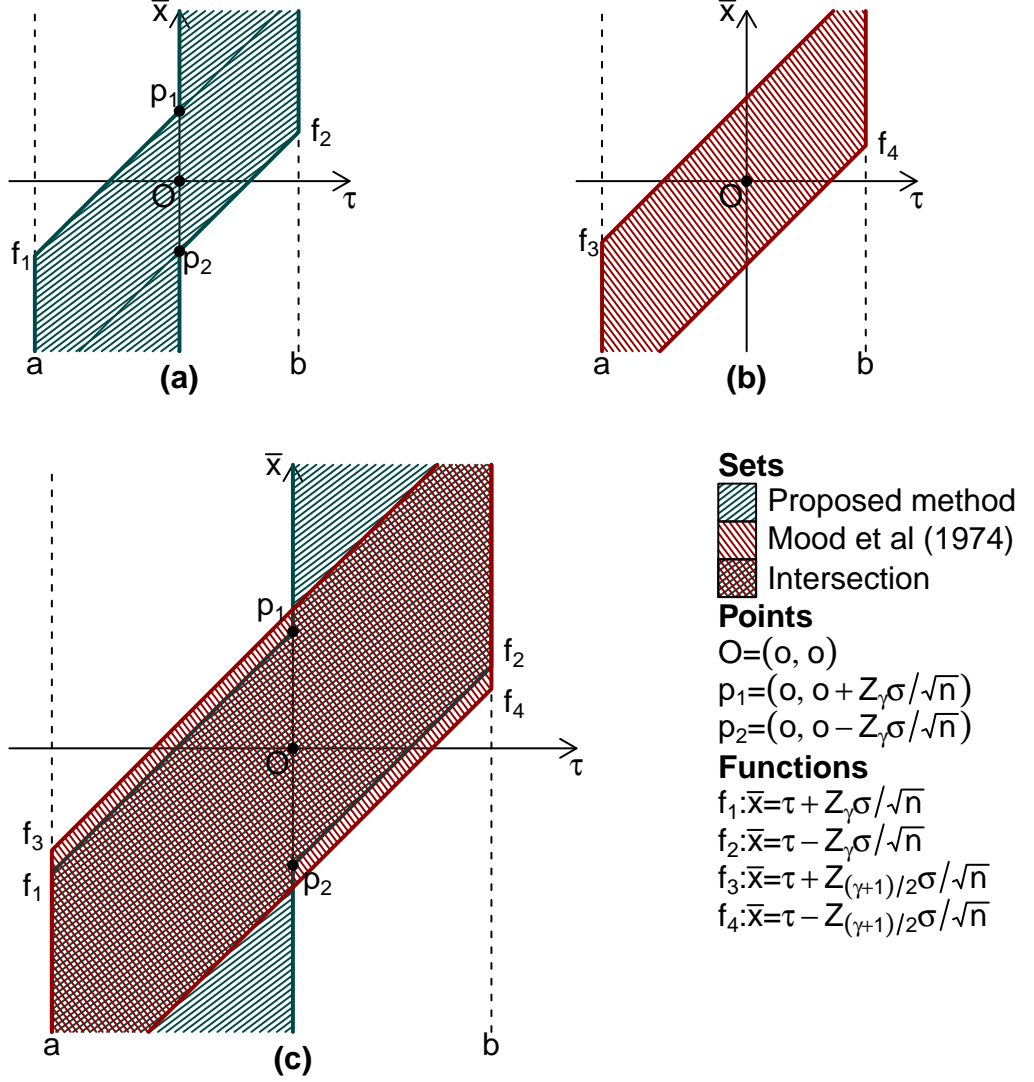 x̅
p₁
f₂
O
τ
f₁
p₂
a
b
(a)
x̅
f₄
O
τ
f₃
a
b
(b)
x̅
p₁
f₂
f₄
O
τ
f₃
f₁
p₂
a
b
(c)
Sets
Proposed method
Mood et al (1974)
Intersection
Points
O=(o, o)
p₁=(o, o + Zᵧσ/√n)
p₂=(o, o − Zᵧσ/√n)
Functions
f₁:x̅=τ + Zᵧσ/√n
f₂:x̅=τ − Zᵧσ/√n
f₃:x̅=τ + Z₍ᵧ₊₁₎/₂σ/√n
f₄:x̅=τ − Z₍ᵧ₊₁₎/₂σ/√n